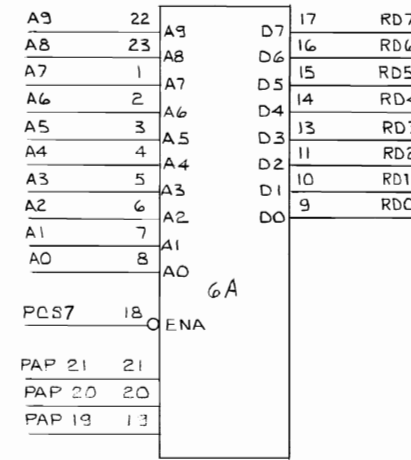 A9 22 A9 D7 17 RD7
A8 23 A8 D6 16 RD6
A7 1 A7 D5 15 RD5
A6 2 A6 D4 14 RD4
A5 3 A5 D3 13
A4 4 A4 D2 11 RD2
A3 5 A3 D1 10 RD1
A2 6 A2 D0 9 RD0
A1 7 A1
A0 8 A0
6A
PCS7 18 ENA
PAP 21 21
PAP 20 20
PAP 19